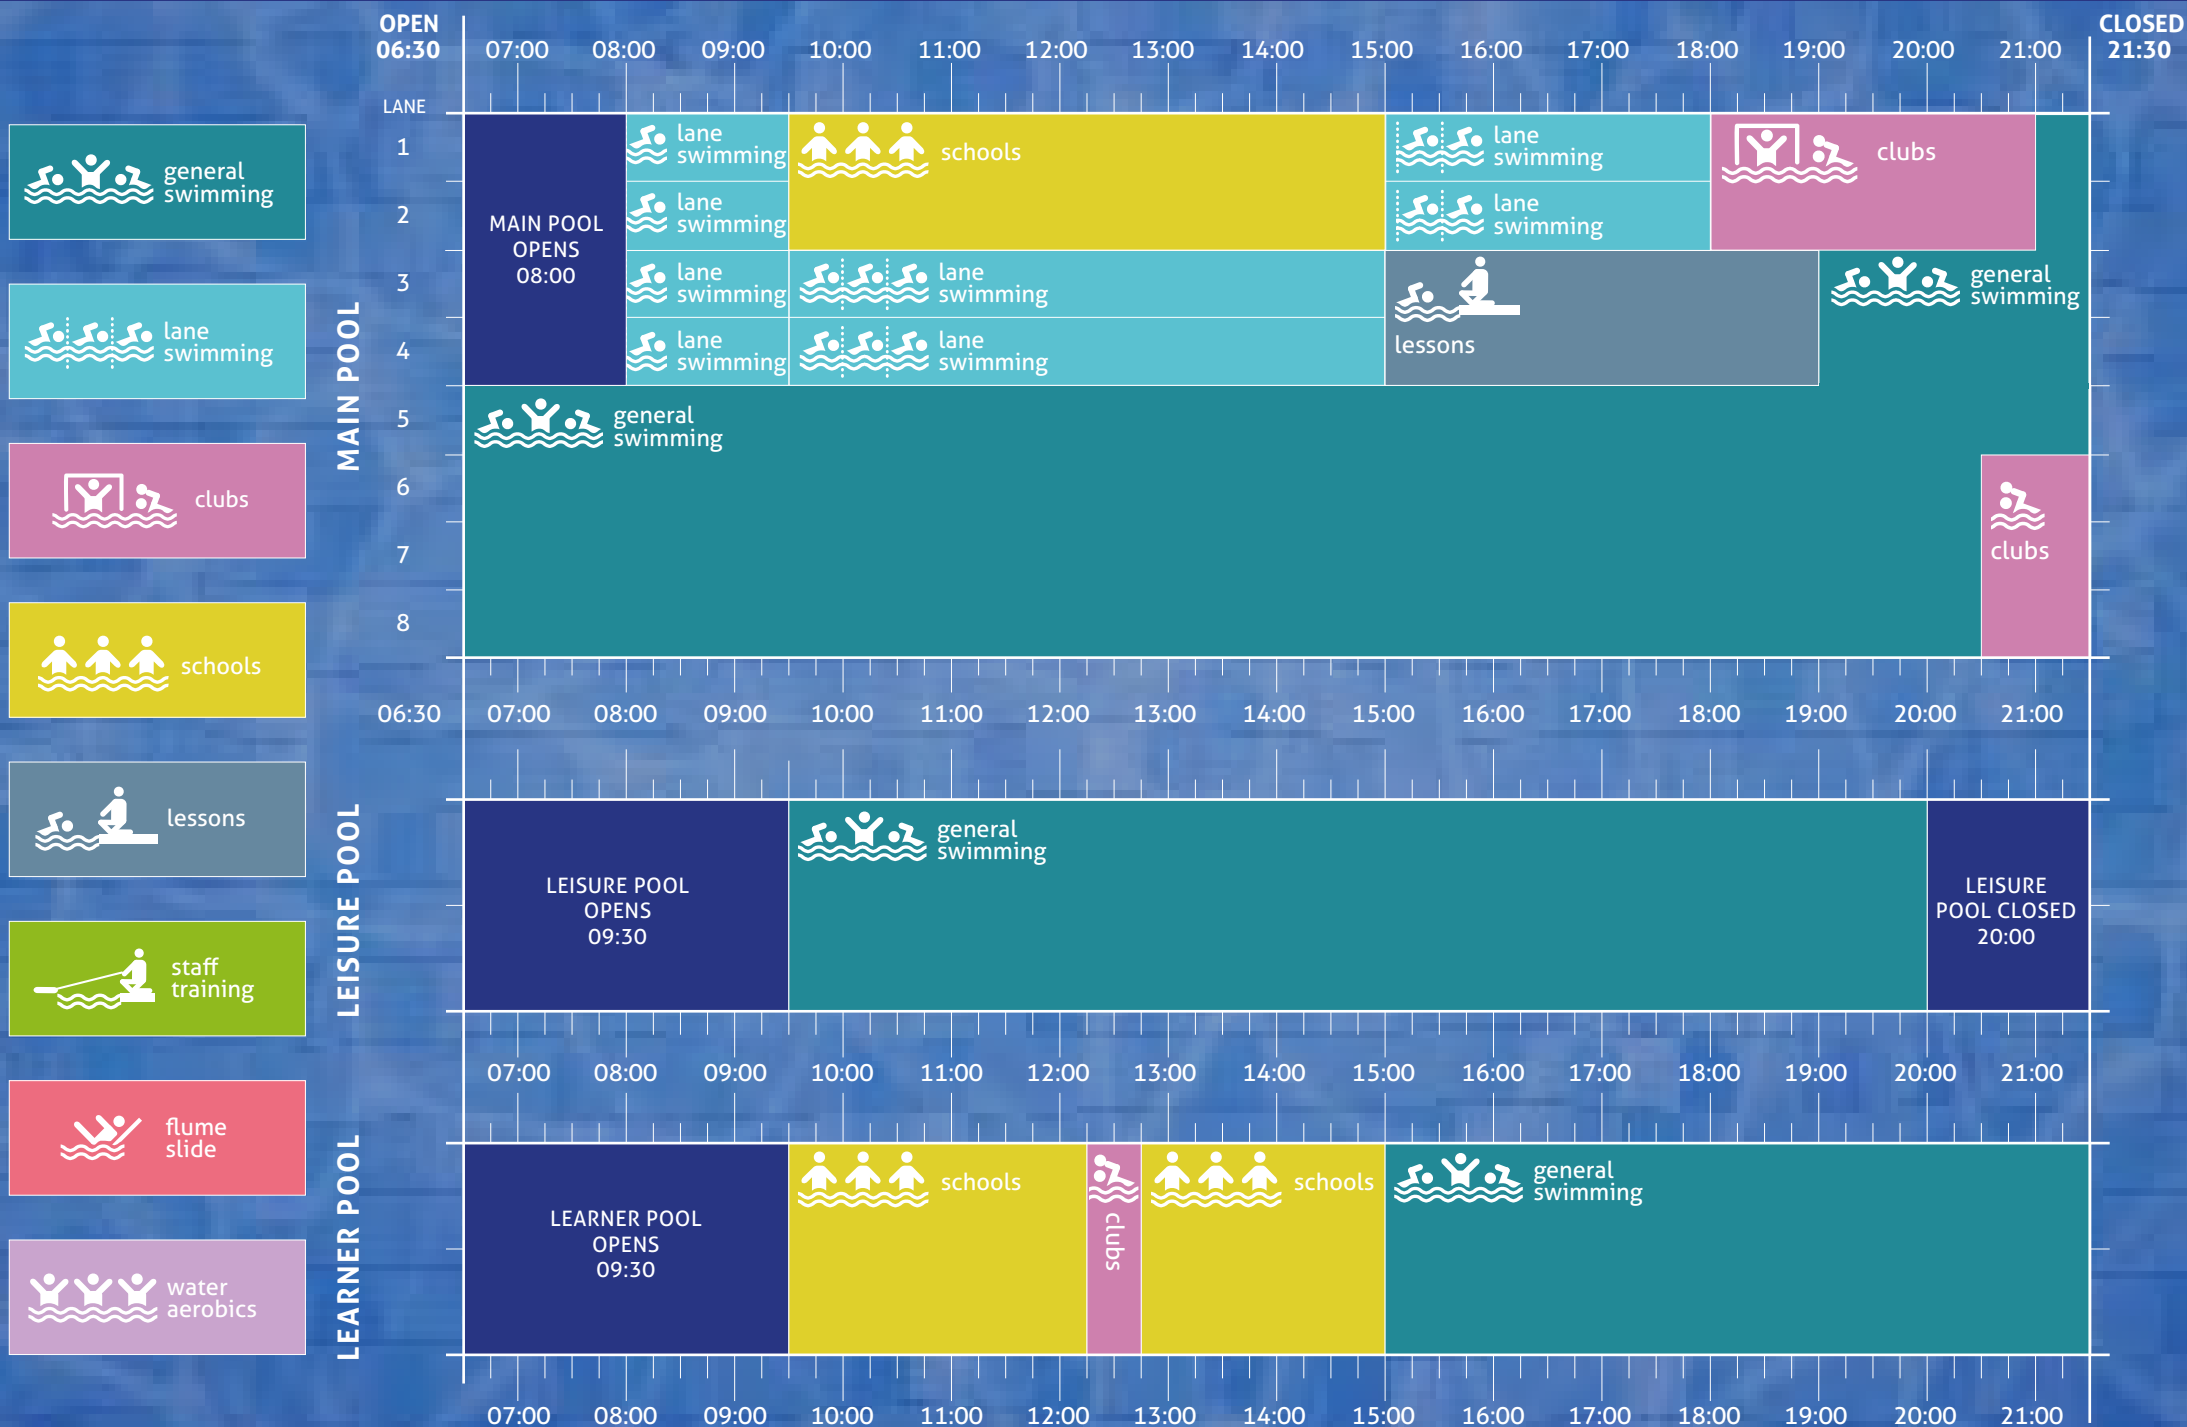 OPEN
06:30
07:00 08:00 09:00 10:00 11:00 12:00 13:00 14:00 15:00 16:00 17:00 18:00 19:00 20:00 21:00
CLOSED
21:30
general
swimming
lane
swimming
clubs
schools
lessons
staff
training
flume
slide
water
aerobics
MAIN POOL
LANE
1
2
3
4
5
6
7
8
MAIN POOL
OPENS
08:00
lane
swimming
lane
swimming
lane
swimming
lane
swimming
schools
lane
swimming
lane
swimming
lane
swimming
lane
swimming
lessons
clubs
general
swimming
general
swimming
clubs
06:30 07:00 08:00 09:00 10:00 11:00 12:00 13:00 14:00 15:00 16:00 17:00 18:00 19:00 20:00 21:00
LEISURE POOL
LEISURE POOL
OPENS
09:30
general
swimming
LEISURE
POOL CLOSED
20:00
07:00 08:00 09:00 10:00 11:00 12:00 13:00 14:00 15:00 16:00 17:00 18:00 19:00 20:00 21:00
LEARNER POOL
LEARNER POOL
OPENS
09:30
schools
clubs
schools
general
swimming
07:00 08:00 09:00 10:00 11:00 12:00 13:00 14:00 15:00 16:00 17:00 18:00 19:00 20:00 21:00